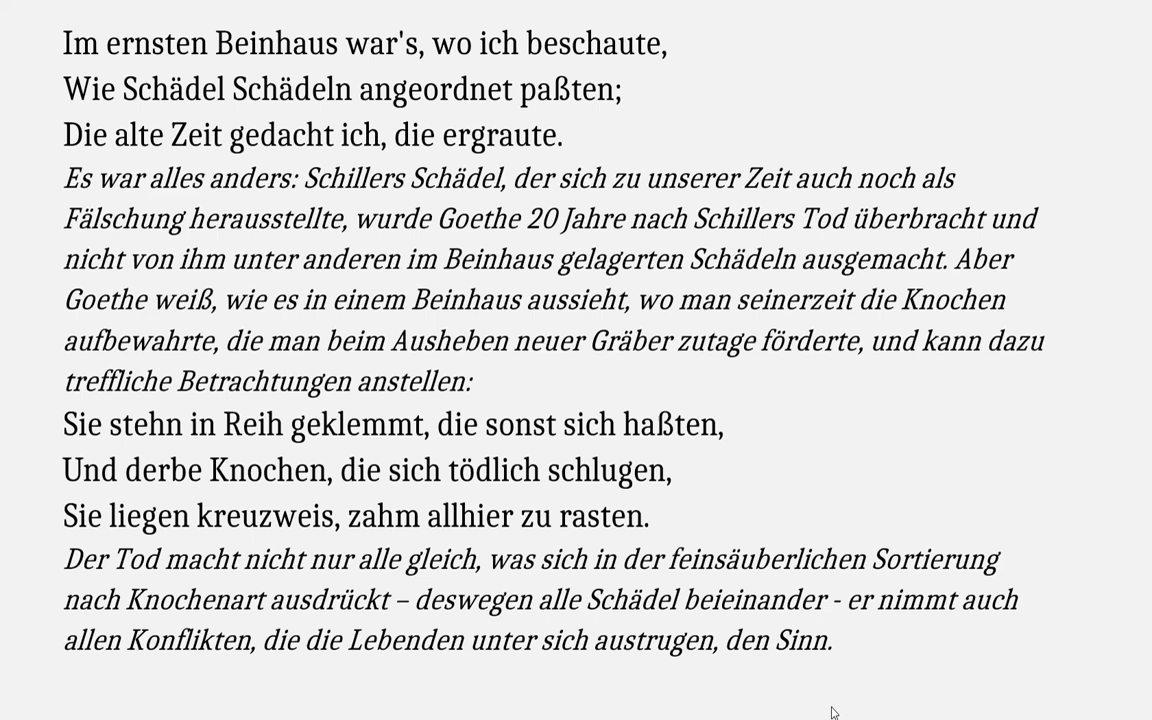 Im ernsten Beinhaus war's, wo ich beschaute,
Wie Schädel Schädeln angeordnet paßten;
Die alte Zeit gedacht ich, die ergraute.
Es war alles anders: Schillers Schädel, der sich zu unserer Zeit auch noch als
Fälschung herausstellte, wurde Goethe 20 Jahre nach Schillers Tod überbracht und
nicht von ihm unter anderen im Beinhaus gelagerten Schädeln ausgemacht. Aber
Goethe weiß, wie es in einem Beinhaus aussieht, wo man seinerzeit die Knochen
aufbewahrte, die man beim Ausheben neuer Gräber zutage förderte, und kann dazu
treffliche Betrachtungen anstellen:
Sie stehn in Reih geklemmt, die sonst sich haßten,
Und derbe Knochen, die sich tödlich schlugen,
Sie liegen kreuzweis, zahm allhier zu rasten.
Der Tod macht nicht nur alle gleich, was sich in der feinsäuberlichen Sortierung
nach Knochenart ausdrückt – deswegen alle Schädel beieinander - er nimmt auch
allen Konflikten, die die Lebenden unter sich austrugen, den Sinn.